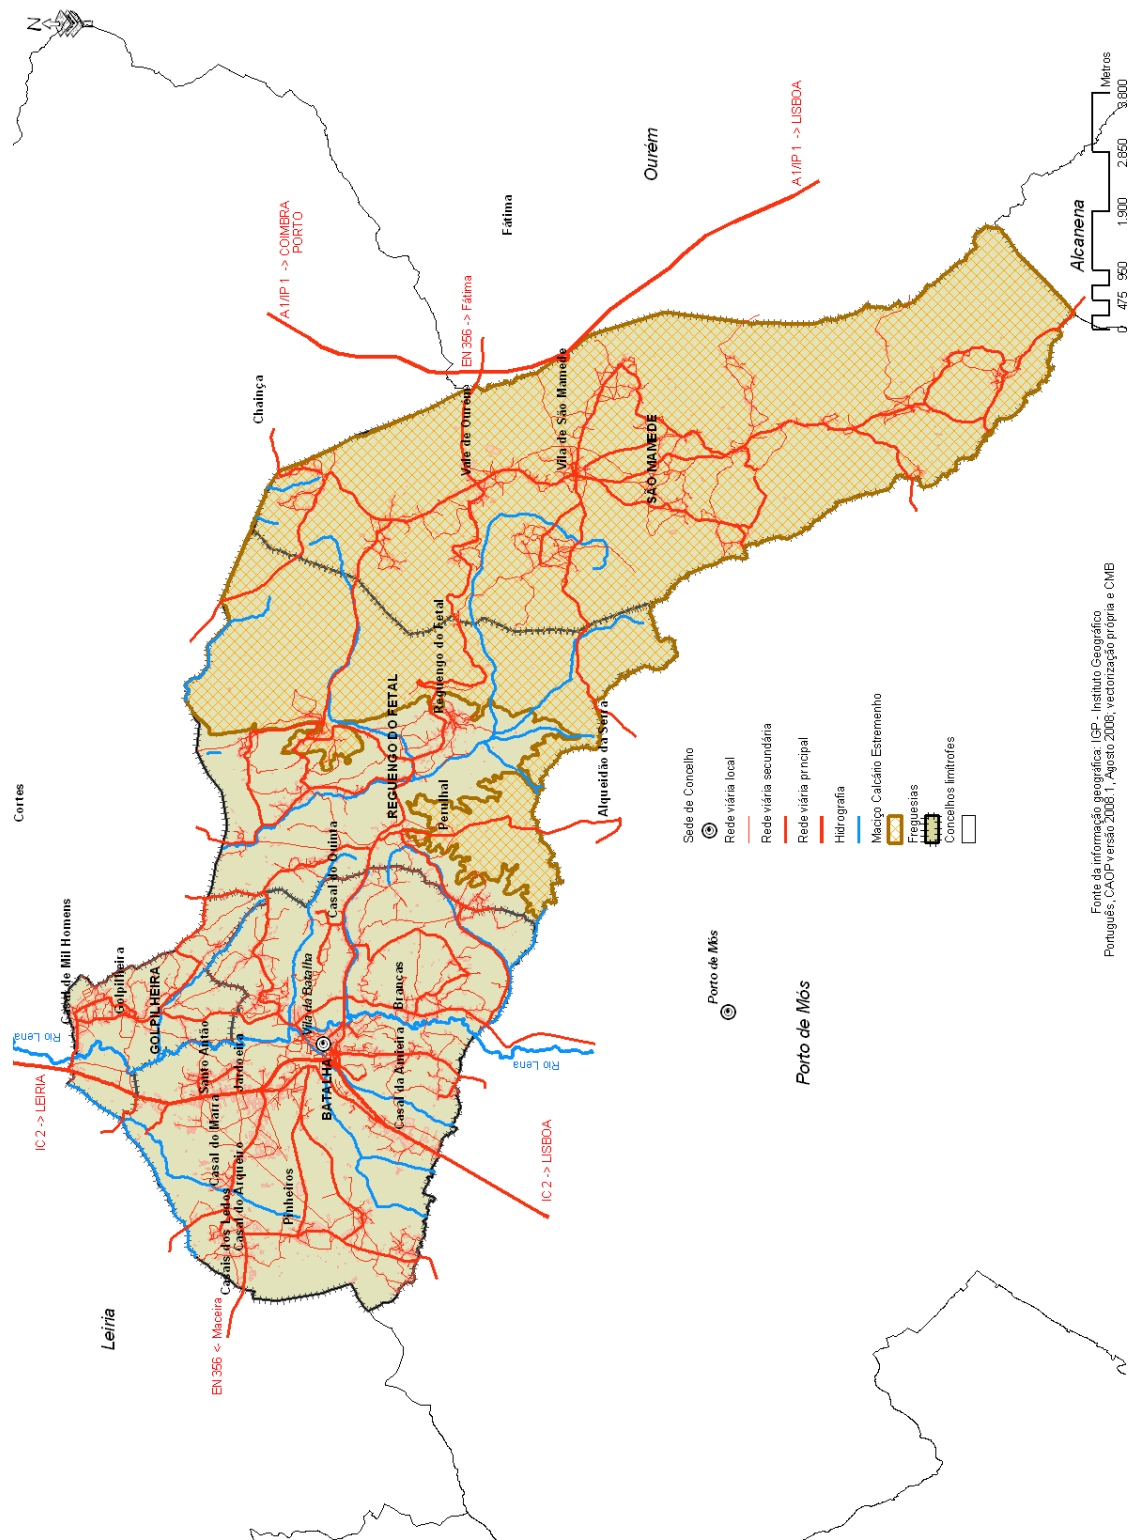 N
Cortes
Leiria
IC 2 -> LEIRIA
Rio Lena
Casal de Mil Homens
Golpilheira
GOLPILHEIRA
Santo Antão
Jardoeira
Casal do Marra
Casal do Arqueiro
Casais dos Ledos
EN 356 <- Maceira
Pinheiros
BATALHA
Vila da Batalha
Casal da Amieira
Brancas
Casal do Quinta
Rio Lena
IC 2 -> LISBOA
REGUENGO DO FETAL
Reguengo do Fetal
Perulhal
Alqueidão da Serra
Chainça
A1/IP 1 -> COIMBRA
PORTO
EN 356 -> Fátima
Fátima
Ourém
A1/IP 1 -> LISBOA
Vale de Ourém
Vila de São Mamede
SÃO MAMEDE
Alcanena
Porto de Mós
Porto de Mós
Sede de Concelho
Rede viária local
Rede viária secundária
Rede viária prncipal
Hidrografia
Maciço Calcário Estremenho
Freguesias
Concelhos limítrofes
0 475 950 1.900 2.850 3.800
Metros
Fonte da informação geográfica: IGP - Instituto Geográfico
Português, CAOP versão 2008.1, Agosto 2008; vectorização própria e CMB